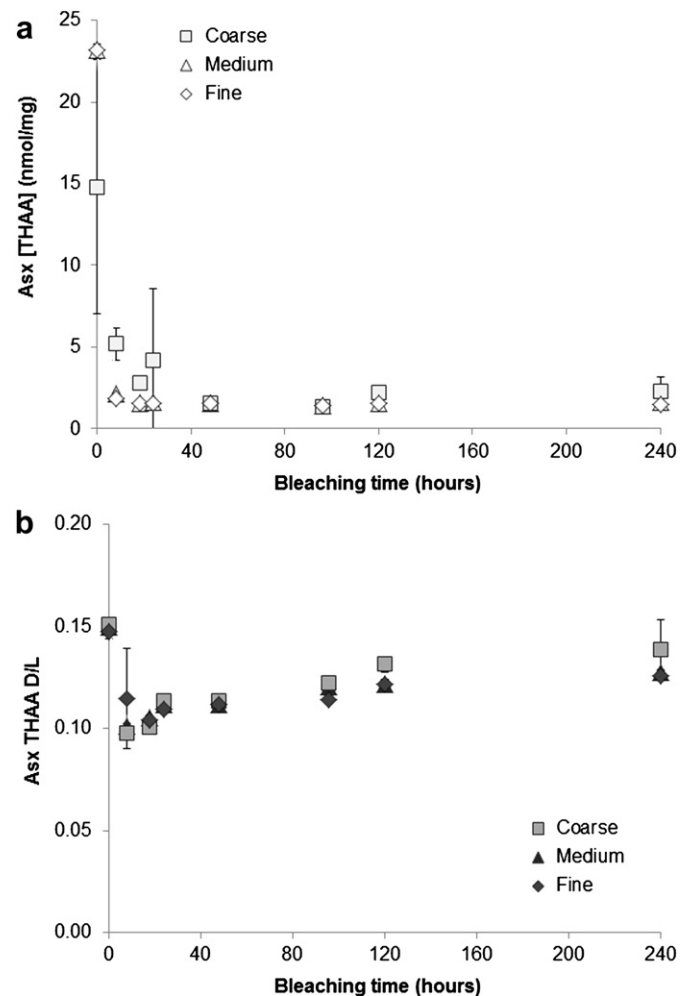 a
25
20
15
10
5
0
Asx [THAA] (nmol/mg)
Coarse
Medium
Fine
0 40 80 120 160 200 240
Bleaching time (hours)
b
0.20
0.15
0.10
0.05
0.00
Asx THAA D/L
Coarse
Medium
Fine
0 40 80 120 160 200 240
Bleaching time (hours)